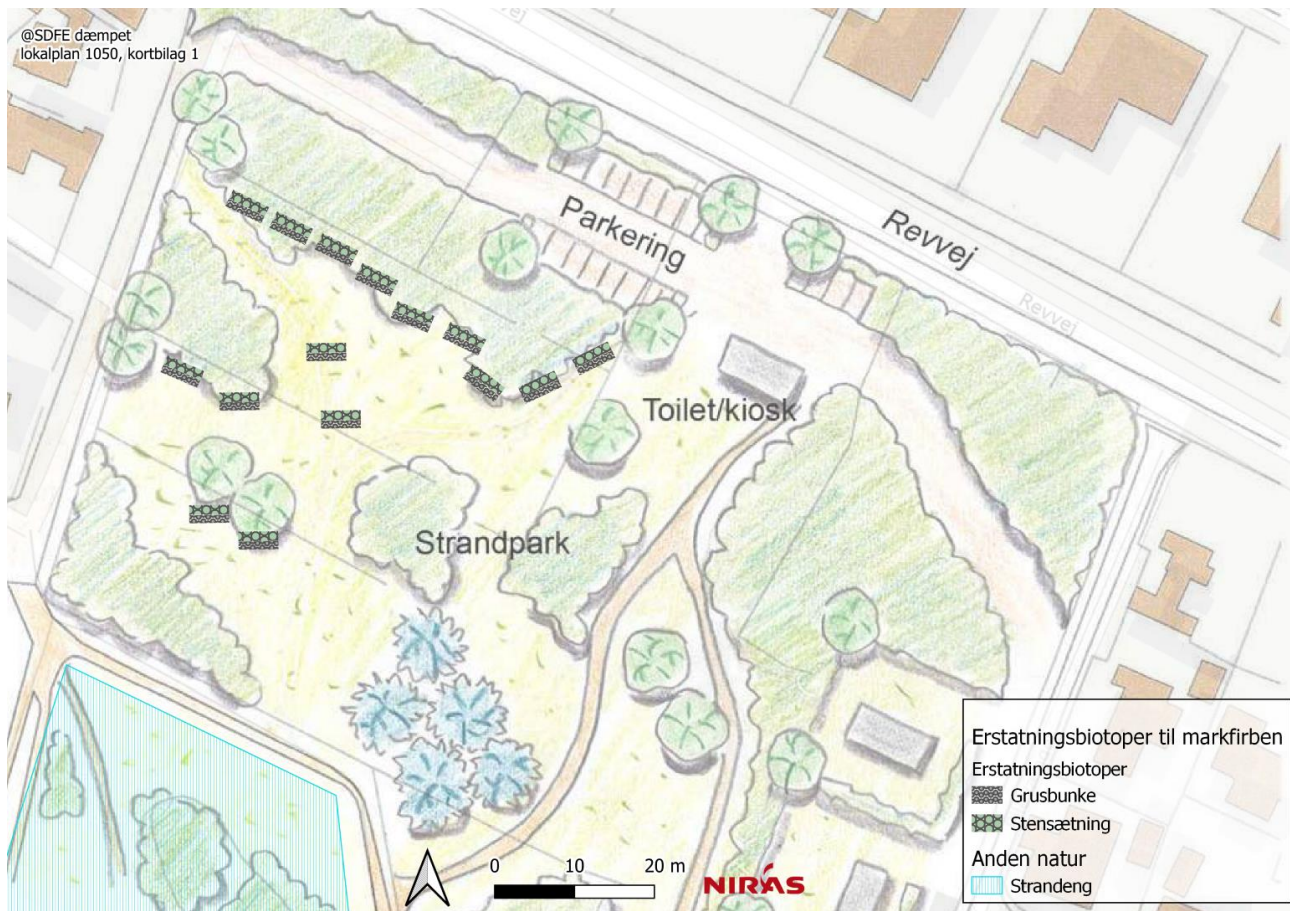 @SDFE dæmpet
lokalplan 1050, kortbilag 1
Parkering
Revvej
Revvej
Toilet/kiosk
Strandpark
Erstatningsbiotoper til markfirben
Erstatningsbiotoper
Grusbunke
Stensætning
Anden natur
Strandeng
0 10 20 m
NIRAS